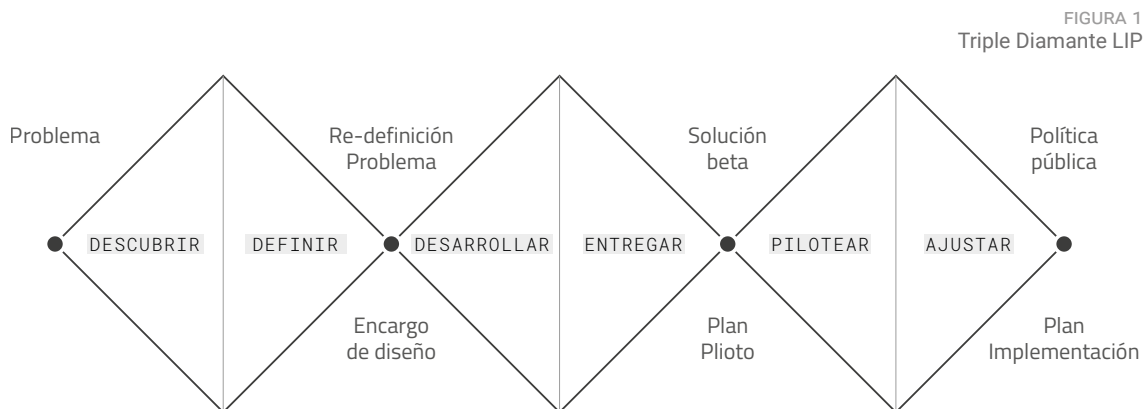 FIGURA 1
Triple Diamante LIP
Problema
Re-definición
Problema
Solución
beta
Política
pública
DESCUBRIR
DEFINIR
DESARROLLAR
ENTREGAR
PILOTEAR
AJUSTAR
Encargo
de diseño
Plan
Plioto
Plan
Implementación